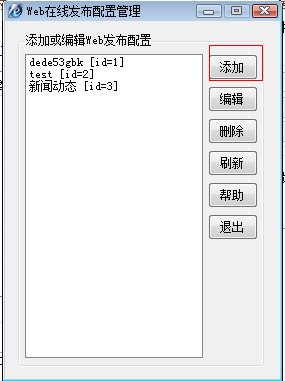 Web在线发布配置管理
添加或编辑Web发布配置
dede53gbk [id=1]
test [id=2]
新闻动态 [id=3]
添加
编辑
删除
刷新
帮助
退出